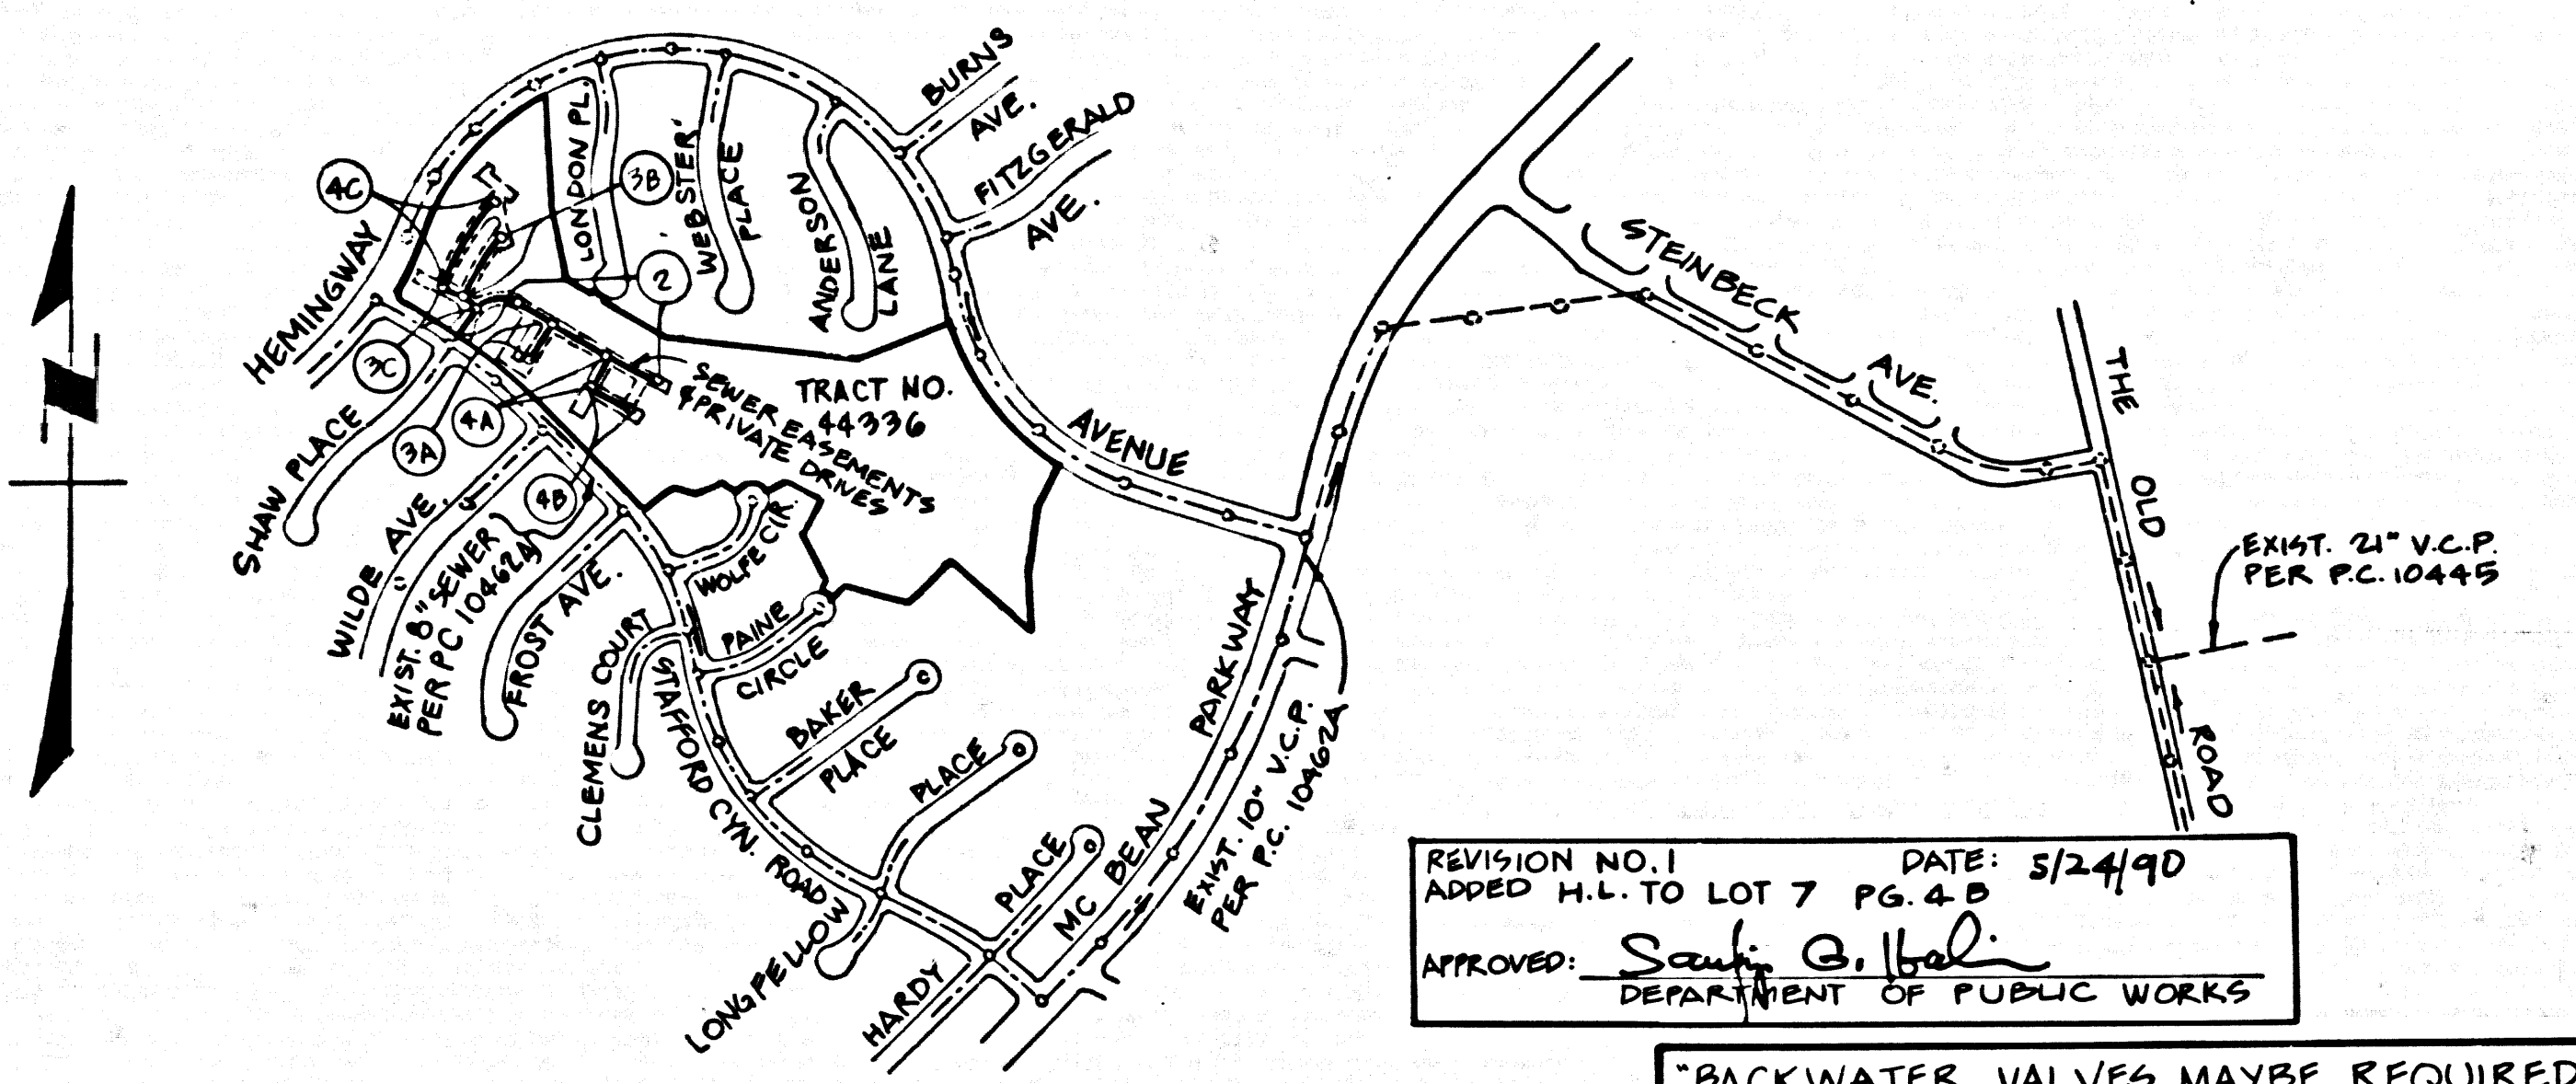 BURNS
AVE.
FITZGERALD
AVE.
LONDON PL.
WEBSTER
PLACE
ANDERSON
LANE
4C
3B
2
HEMINGWAY
3C
3A
4A
4B
SEWER EASEMENTS
& PRIVATE DRIVES
TRACT NO.
44336
AVENUE
STEINBECK
AVE.
THE
OLD
ROAD
EXIST. 21" V.C.P.
PER P.C. 10445
SHAW PLACE
WILDE AVE.
EXIST. 8" SEWER
PER PC 10462A
FROST AVE.
WOLFE CIR.
PAINE
CIRCLE
CLEMENS COURT
STAFFORD CYN. ROAD
BAKER
PLACE
PLACE
LONGFELLOW
PLACE
HARDY
MC BEAN
PARKWAY
EXIST. 10" V.C.P.
PER P.C. 10462A
REVISION NO. 1 DATE: 5/24/90
ADDED H.L. TO LOT 7 PG. 4B
APPROVED:
DEPARTMENT OF PUBLIC WORKS
"BACKWATER VALVES MAYBE REQUIRED